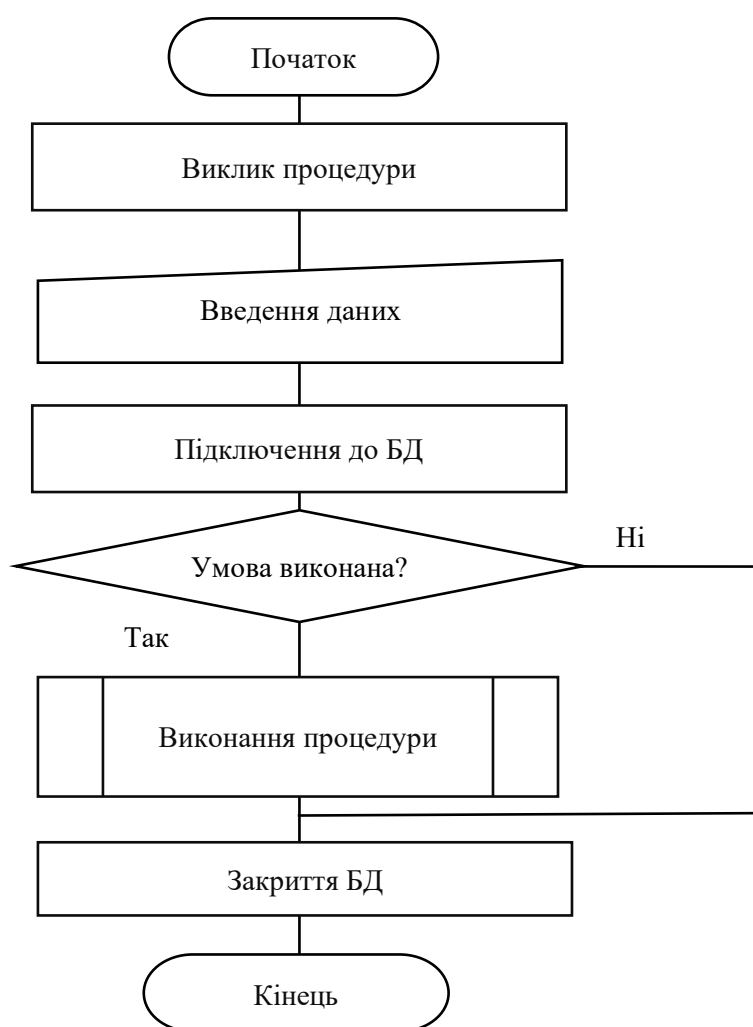 Початок
Виклик процедури
Введення даних
Підключення до БД
Ні
Умова виконана?
Так
Виконання процедури
Закриття БД
Кінець